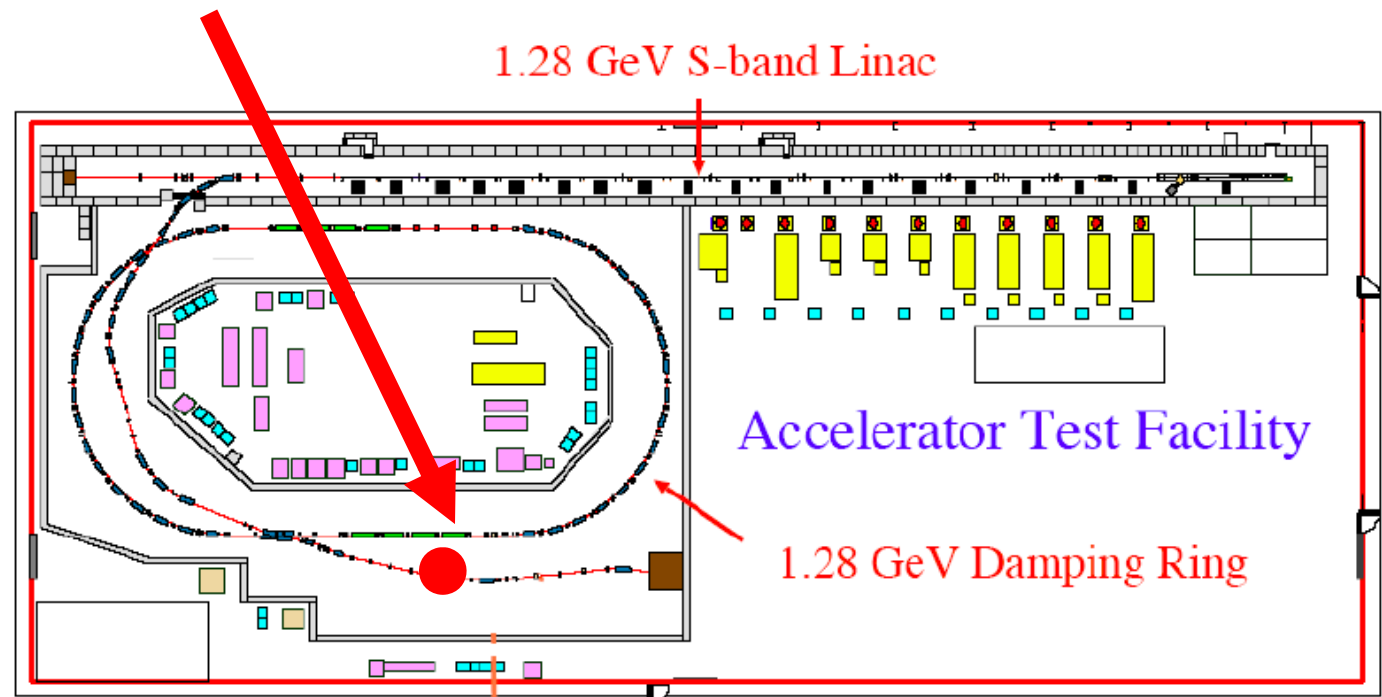 1.28 GeV S-band Linac
Accelerator Test Facility
1.28 GeV Damping Ring